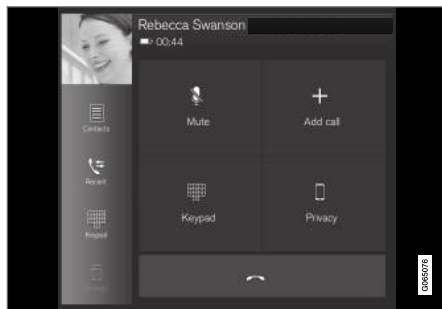 Rebecca Swanson
00:44
Mute
Add call
Contacts
Recent
Keypad
Privacy
Keypad
G065076